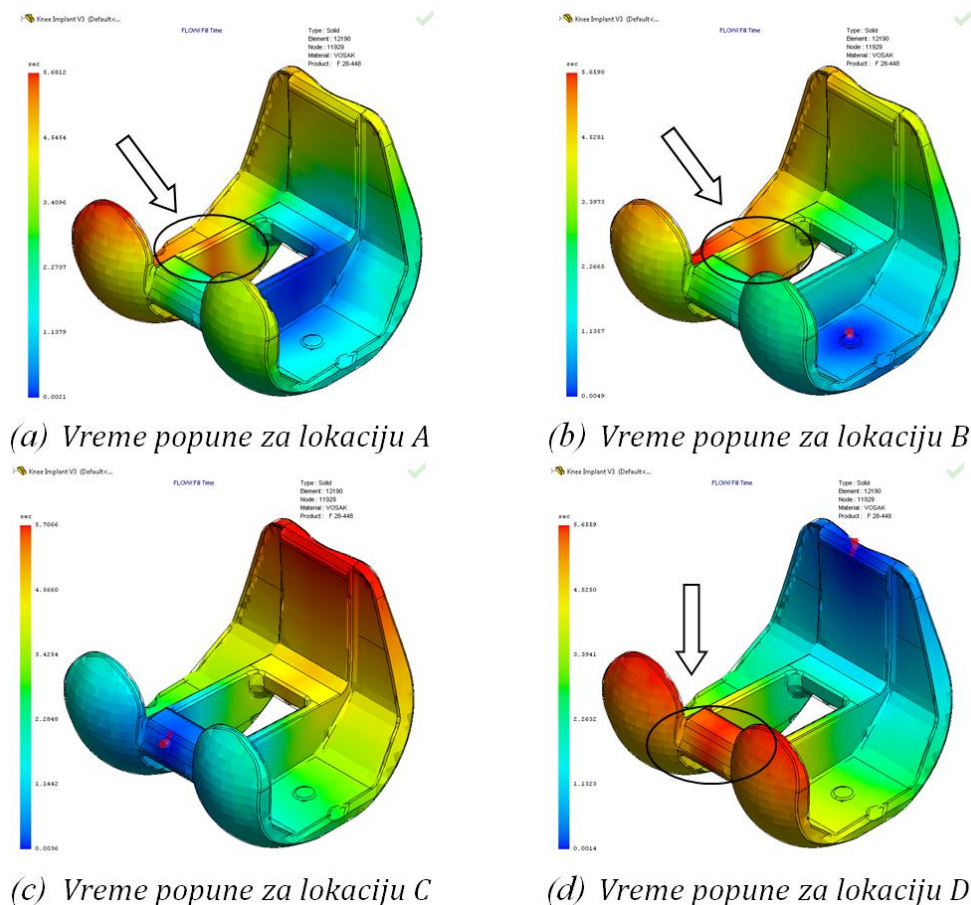 Knee Implant V3 (Default<...
FLOW/Fill Time
Type : Solid
Element : 12190
Node : 11929
Material : VOSAK
Product : F 28-448
sec
5.6812
4.5454
3.4096
2.2737
1.1379
0.0021
(a) Vreme popune za lokaciju A
Knee Implant V3 (Default<...
FLOW/Fill Time
Type : Solid
Element : 12190
Node : 11929
Material : VOSAK
Product : F 28-448
sec
5.6590
4.5281
3.3973
2.2665
1.1357
0.0049
(b) Vreme popune za lokaciju B
Knee Implant V3 (Default<...
FLOW/Fill Time
Type : Solid
Element : 12190
Node : 11929
Material : VOSAK
Product : F 28-448
sec
5.7066
4.5660
3.4254
2.2848
1.1442
0.0036
(c) Vreme popune za lokaciju C
Knee Implant V3 (Default<...
FLOW/Fill Time
Type : Solid
Element : 12190
Node : 11929
Material : VOSAK
Product : F 28-448
sec
5.6559
4.5250
3.3941
2.2632
1.1323
0.0014
(d) Vreme popune za lokaciju D